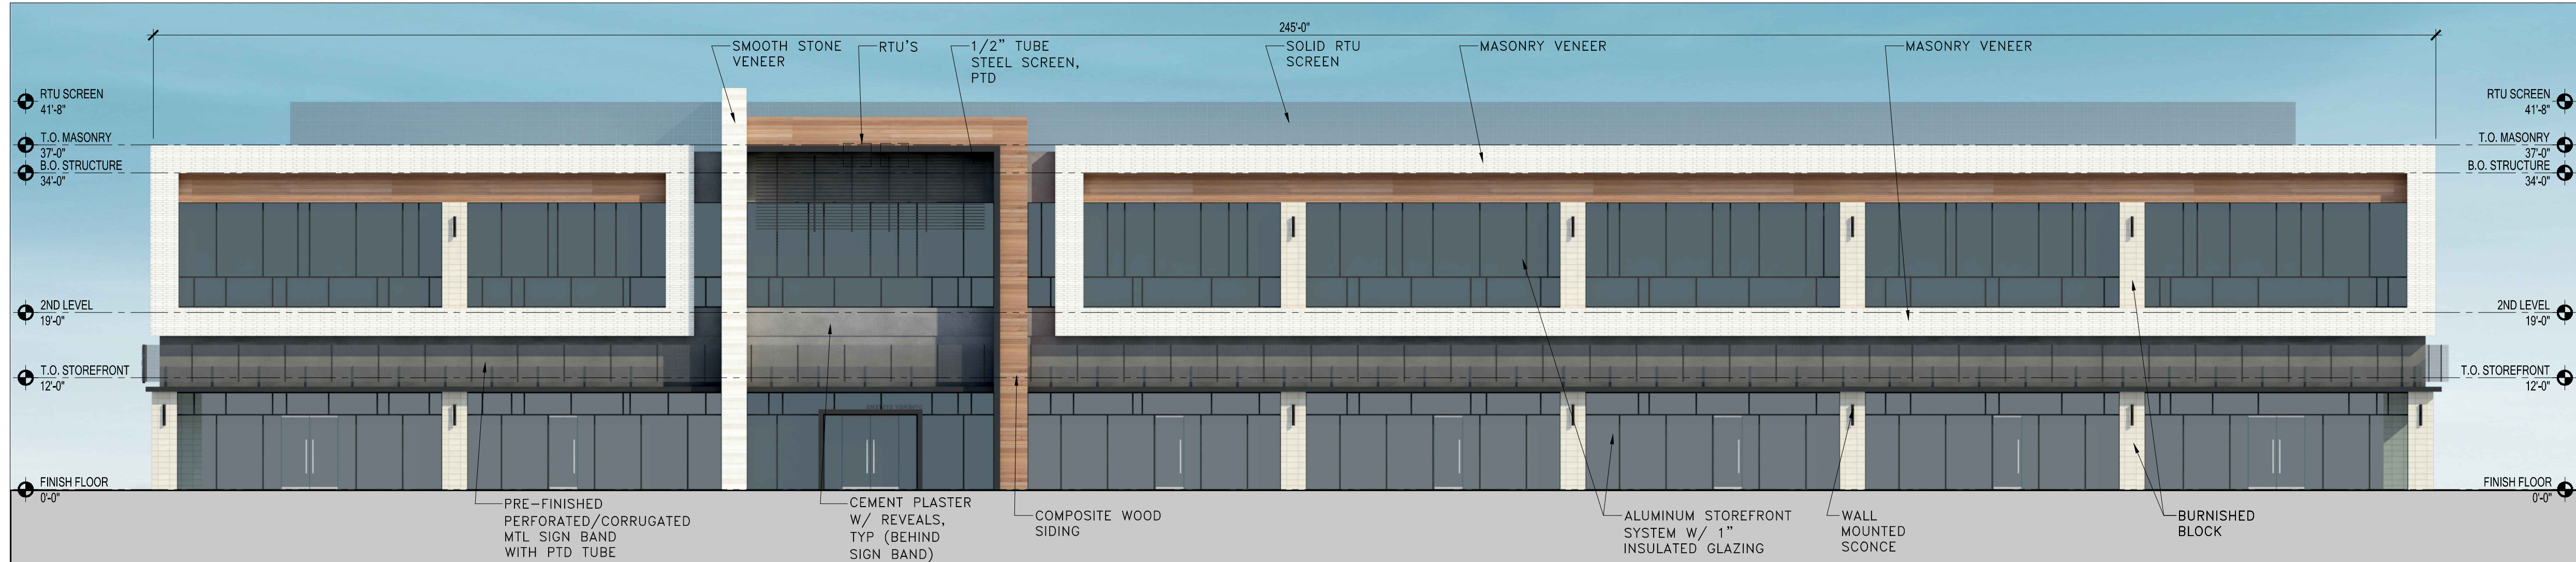 245'-0"
SMOOTH STONE
VENEER
RTU'S
1/2" TUBE
STEEL SCREEN,
PTD
SOLID RTU
SCREEN
MASONRY VENEER
MASONRY VENEER
RTU SCREEN
41'-8"
T.O. MASONRY
37'-0"
B.O. STRUCTURE
34'-0"
2ND LEVEL
19'-0"
T.O. STOREFRONT
12'-0"
FINISH FLOOR
0'-0"
RTU SCREEN
41'-8"
T.O. MASONRY
37'-0"
B.O. STRUCTURE
34'-0"
2ND LEVEL
19'-0"
T.O. STOREFRONT
12'-0"
FINISH FLOOR
0'-0"
PRE-FINISHED
PERFORATED/CORRUGATED
MTL SIGN BAND
WITH PTD TUBE
CEMENT PLASTER
W/ REVEALS,
TYP (BEHIND
SIGN BAND)
COMPOSITE WOOD
SIDING
ALUMINUM STOREFRONT
SYSTEM W/ 1"
INSULATED GLAZING
WALL
MOUNTED
SCONCE
BURNISHED
BLOCK